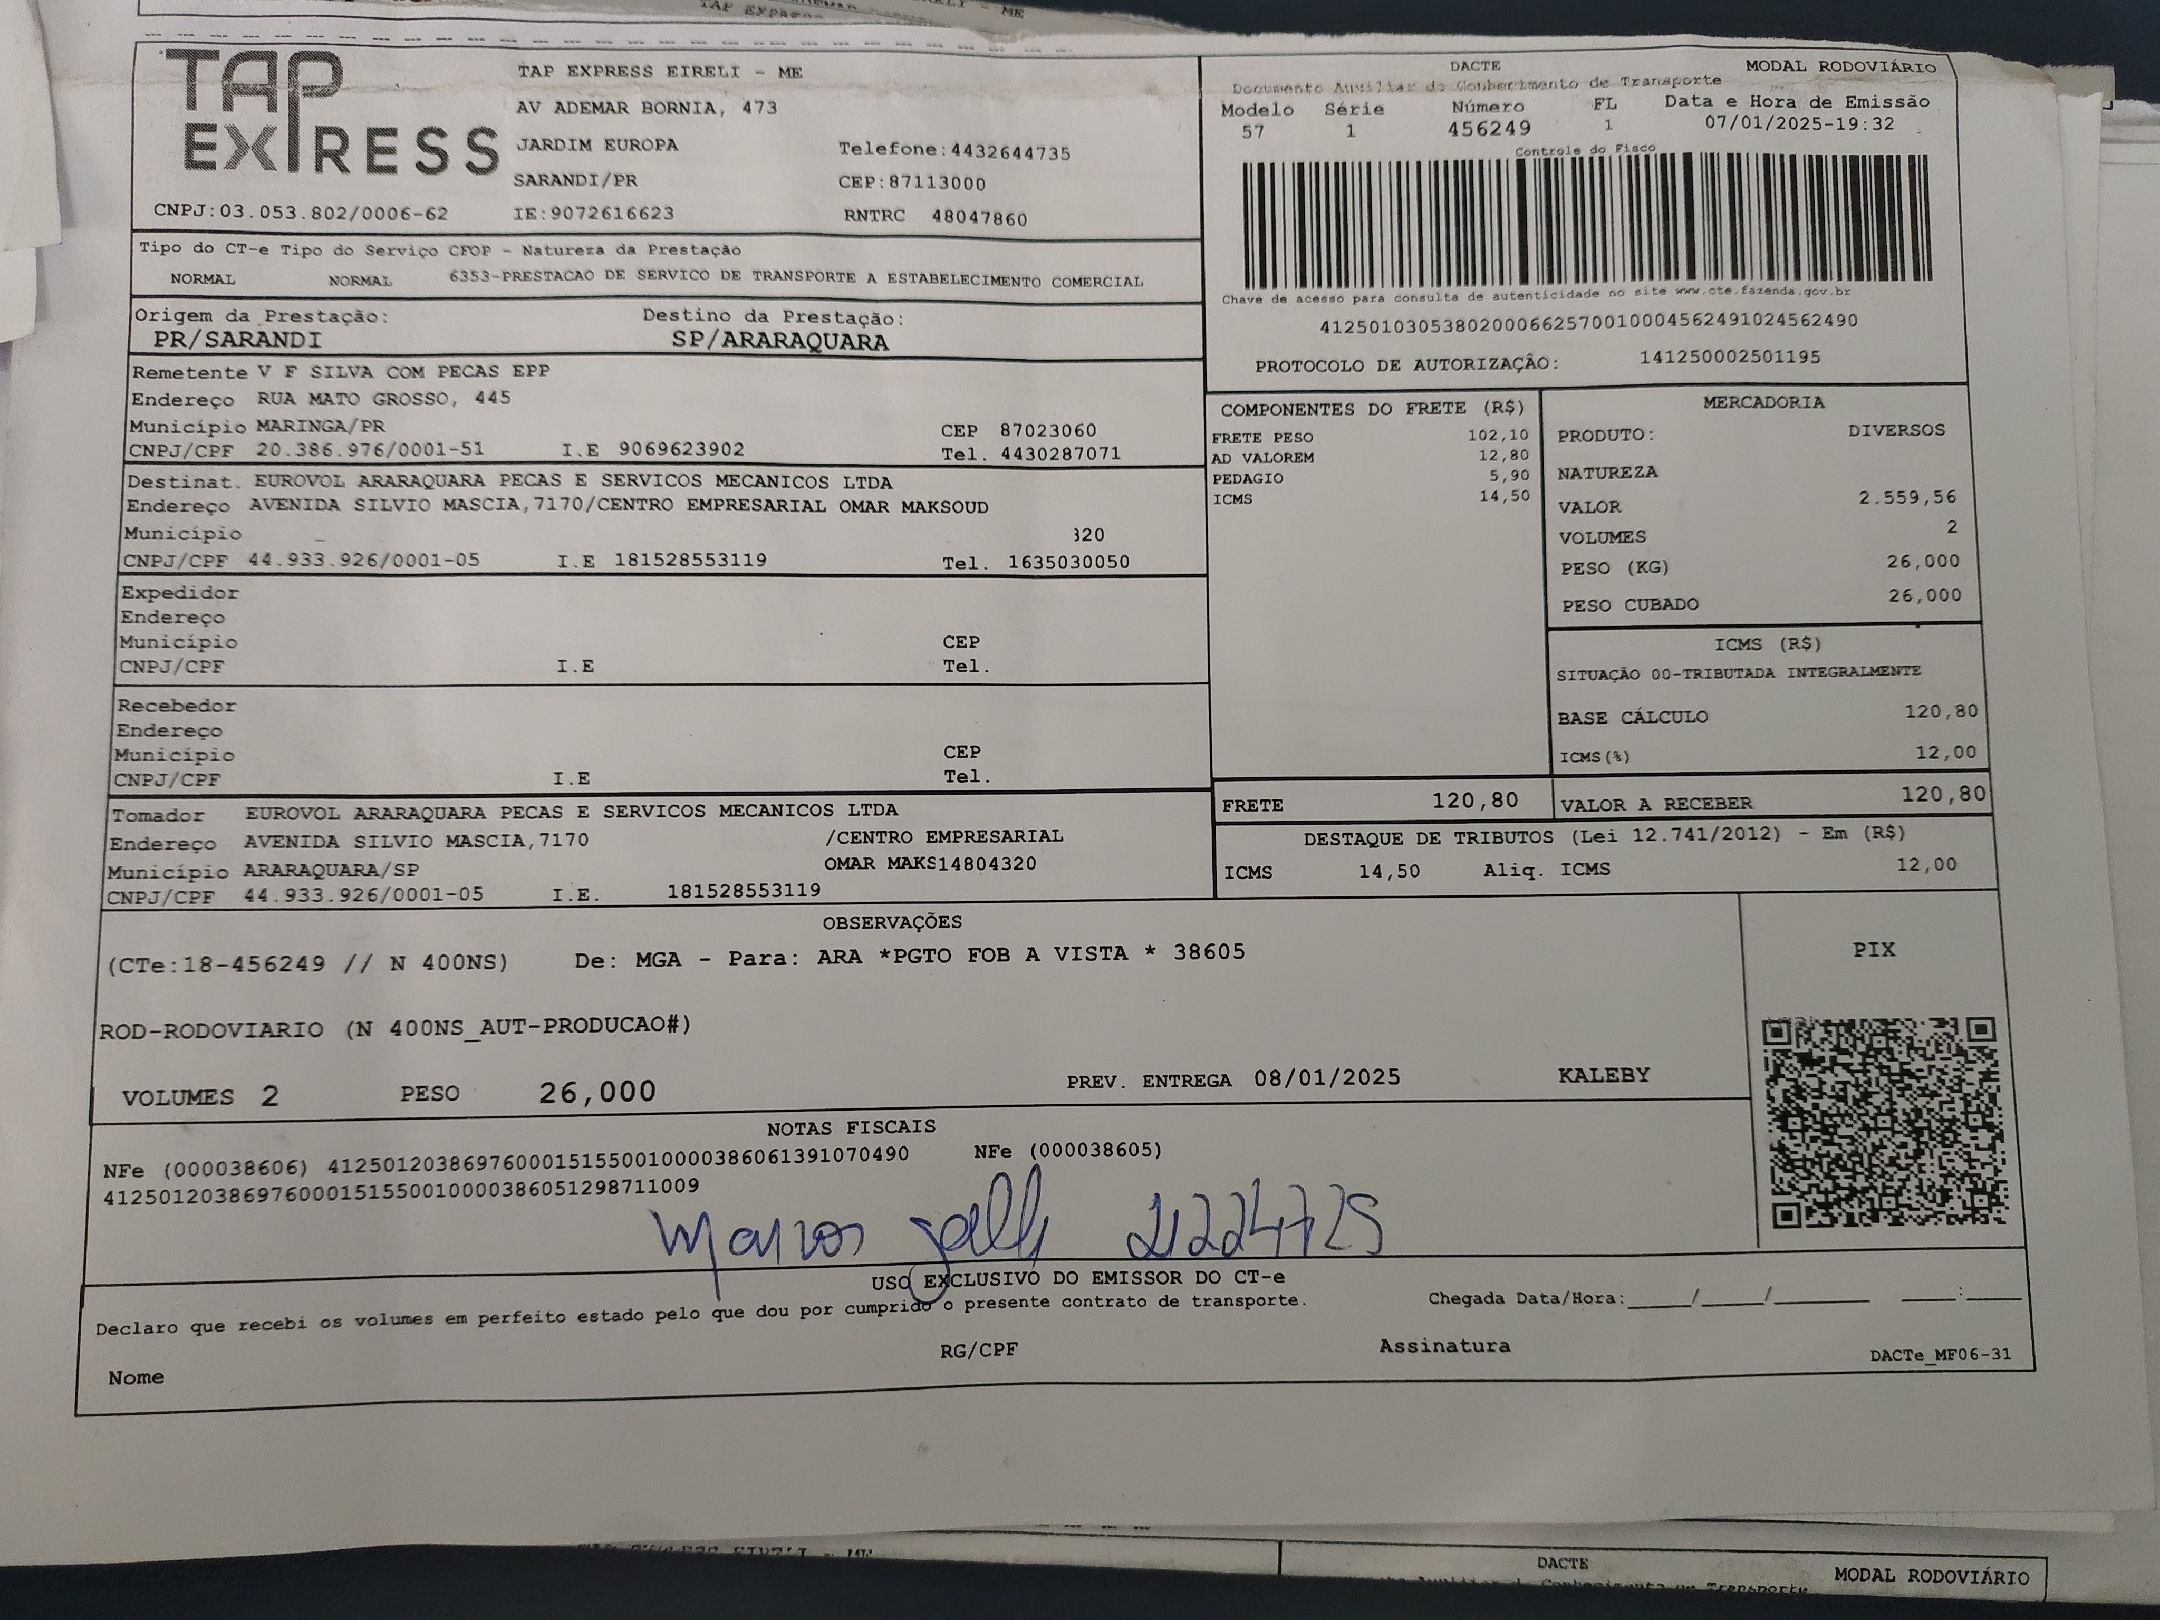 TAP EXPRESS
TAP EXPRESS EIRELI - ME
AV ADEMAR BORNIA, 473
JARDIM EUROPA Telefone:4432644735
SARANDI/PR CEP:87113000
CNPJ:03.053.802/0006-62 IE:9072616623 RNTRC 48047860
DACTE MODAL RODOVIÁRIO
Documento Auxiliar do Conhecimento de Transporte
Modelo Série Número FL Data e Hora de Emissão
57 1 456249 1 07/01/2025-19:32
Controle do Fisco
Chave de acesso para consulta de autenticidade no site www.cte.fazenda.gov.br
41250103053802000662570010004562491024562490
PROTOCOLO DE AUTORIZAÇÃO: 141250002501195
Tipo do CT-e Tipo do Serviço CFOP - Natureza da Prestação
NORMAL NORMAL 6353-PRESTACAO DE SERVICO DE TRANSPORTE A ESTABELECIMENTO COMERCIAL
Origem da Prestação: Destino da Prestação:
PR/SARANDI SP/ARARAQUARA
Remetente V F SILVA COM PECAS EPP
Endereço RUA MATO GROSSO, 445
Município MARINGA/PR CEP 87023060
CNPJ/CPF 20.386.976/0001-51 I.E 9069623902 Tel. 4430287071
Destinat. EUROVOL ARARAQUARA PECAS E SERVICOS MECANICOS LTDA
Endereço AVENIDA SILVIO MASCIA,7170/CENTRO EMPRESARIAL OMAR MAKSOUD
Município 320
CNPJ/CPF 44.933.926/0001-05 I.E 181528553119 Tel. 1635030050
Expedidor
Endereço
Município CEP
CNPJ/CPF I.E Tel.
Recebedor
Endereço
Município CEP
CNPJ/CPF I.E Tel.
Tomador EUROVOL ARARAQUARA PECAS E SERVICOS MECANICOS LTDA
Endereço AVENIDA SILVIO MASCIA,7170 /CENTRO EMPRESARIAL
Município ARARAQUARA/SP OMAR MAKS14804320
CNPJ/CPF 44.933.926/0001-05 I.E. 181528553119
COMPONENTES DO FRETE (R$)
FRETE PESO 102,10
AD VALOREM 12,80
PEDAGIO 5,90
ICMS 14,50
MERCADORIA
PRODUTO: DIVERSOS
NATUREZA
VALOR 2.559,56
VOLUMES 2
PESO (KG) 26,000
PESO CUBADO 26,000
ICMS (R$)
SITUAÇÃO 00-TRIBUTADA INTEGRALMENTE
BASE CÁLCULO 120,80
ICMS(%) 12,00
FRETE 120,80 VALOR A RECEBER 120,80
DESTAQUE DE TRIBUTOS (Lei 12.741/2012) - Em (R$)
ICMS 14,50 Aliq. ICMS 12,00
OBSERVAÇÕES
(CTe:18-456249 // N 400NS) De: MGA - Para: ARA *PGTO FOB A VISTA * 38605
PIX
ROD-RODOVIARIO (N 400NS_AUT-PRODUCAO#)
VOLUMES 2 PESO 26,000 PREV. ENTREGA 08/01/2025 KALEBY
NOTAS FISCAIS
NFe (000038606) 41250120386976000151550010000386061391070490 NFe (000038605)
41250120386976000151550010000386051298711009
Marcos
USO EXCLUSIVO DO EMISSOR DO CT-e
Declaro que recebi os volumes em perfeito estado pelo que dou por cumprido o presente contrato de transporte. Chegada Data/Hora:____/____/______ ____:____
Nome RG/CPF Assinatura DACTe_MF06-31
DACTE
MODAL RODOVIÁRIO